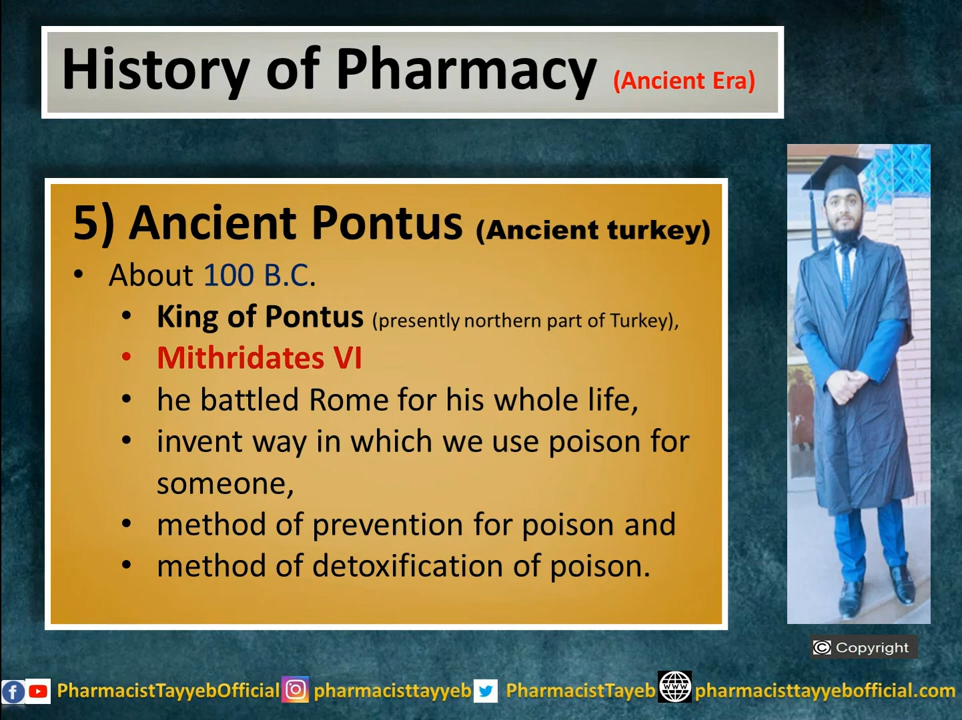 History of Pharmacy (Ancient Era)
5) Ancient Pontus (Ancient turkey)
• About 100 B.C.
• King of Pontus (presently northern part of Turkey),
• Mithridates VI
• he battled Rome for his whole life,
• invent way in which we use poison for
someone,
• method of prevention for poison and
• method of detoxification of poison.
© Copyright
PharmacistTayyebOfficial pharmacisttayyeb PharmacistTayeb WWW pharmacisttayyebofficial.com